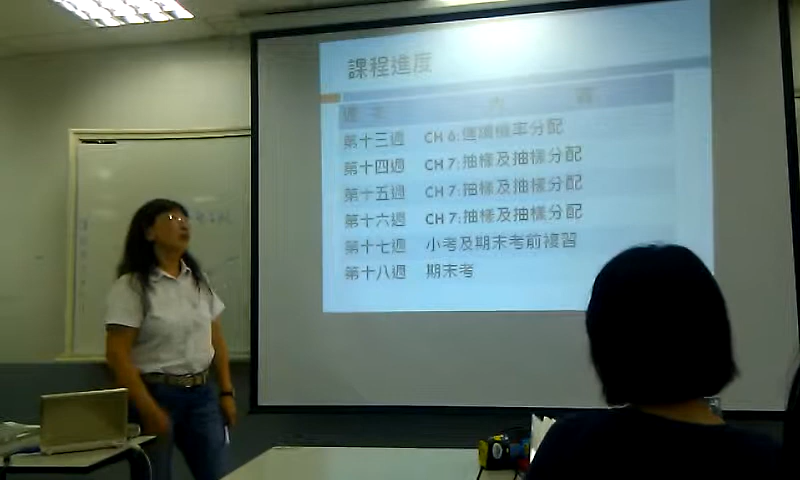 課程進度
第十三週 CH 6:連續機率分配
第十四週 CH 7:抽樣及抽樣分配
第十五週 CH 7:抽樣及抽樣分配
第十六週 CH 7:抽樣及抽樣分配
第十七週 小考及期末考前複習
第十八週 期末考